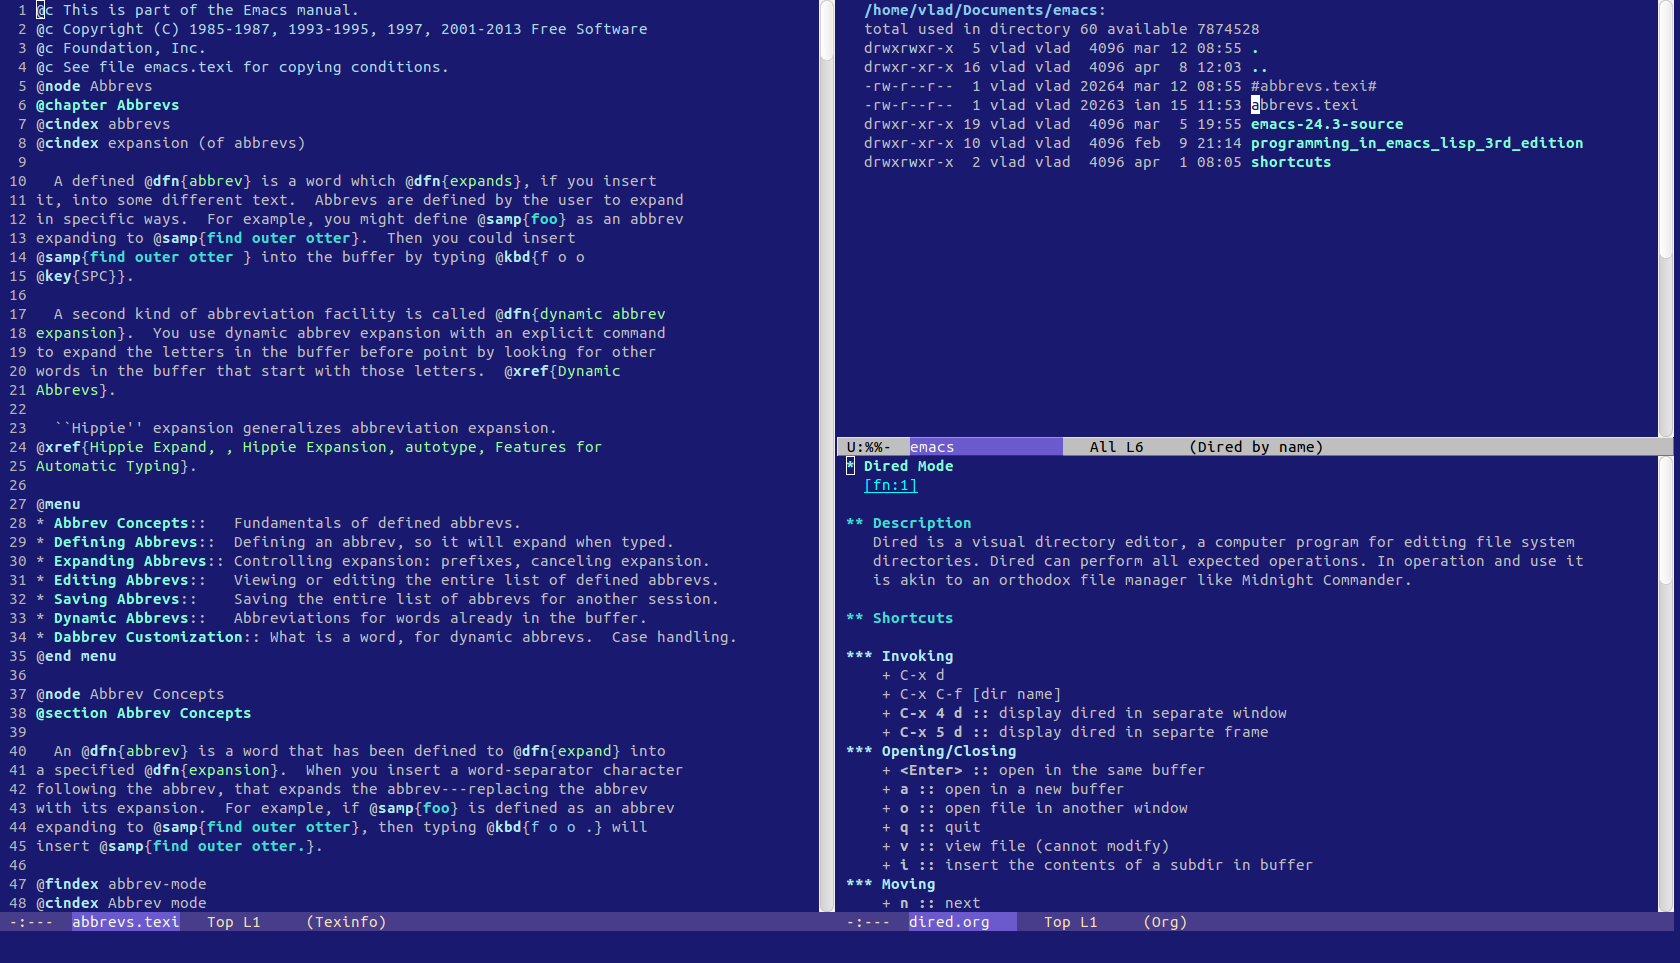 1 @c This is part of the Emacs manual.
2 @c Copyright (C) 1985-1987, 1993-1995, 1997, 2001-2013 Free Software
3 @c Foundation, Inc.
4 @c See file emacs.texi for copying conditions.
5 @node Abbrevs
6 @chapter Abbrevs
7 @cindex abbrevs
8 @cindex expansion (of abbrevs)
9
10   A defined @dfn{abbrev} is a word which @dfn{expands}, if you insert
11 it, into some different text.  Abbrevs are defined by the user to expand
12 in specific ways.  For example, you might define @samp{foo} as an abbrev
13 expanding to @samp{find outer otter}.  Then you could insert
14 @samp{find outer otter } into the buffer by typing @kbd{f o o
15 @key{SPC}}.
16
17   A second kind of abbreviation facility is called @dfn{dynamic abbrev
18 expansion}.  You use dynamic abbrev expansion with an explicit command
19 to expand the letters in the buffer before point by looking for other
20 words in the buffer that start with those letters.  @xref{Dynamic
21 Abbrevs}.
22
23   ``Hippie'' expansion generalizes abbreviation expansion.
24 @xref{Hippie Expand, , Hippie Expansion, autotype, Features for
25 Automatic Typing}.
26
27 @menu
28 * Abbrev Concepts::   Fundamentals of defined abbrevs.
29 * Defining Abbrevs::  Defining an abbrev, so it will expand when typed.
30 * Expanding Abbrevs:: Controlling expansion: prefixes, canceling expansion.
31 * Editing Abbrevs::   Viewing or editing the entire list of defined abbrevs.
32 * Saving Abbrevs::    Saving the entire list of abbrevs for another session.
33 * Dynamic Abbrevs::   Abbreviations for words already in the buffer.
34 * Dabbrev Customization:: What is a word, for dynamic abbrevs.  Case handling.
35 @end menu
36
37 @node Abbrev Concepts
38 @section Abbrev Concepts
39
40   An @dfn{abbrev} is a word that has been defined to @dfn{expand} into
41 a specified @dfn{expansion}.  When you insert a word-separator character
42 following the abbrev, that expands the abbrev---replacing the abbrev
43 with its expansion.  For example, if @samp{foo} is defined as an abbrev
44 expanding to @samp{find outer otter}, then typing @kbd{f o o .} will
45 insert @samp{find outer otter.}.
46
47 @findex abbrev-mode
48 @cindex Abbrev mode
-:---  abbrevs.texi   Top L1     (Texinfo)
/home/vlad/Documents/emacs:
total used in directory 60 available 7874528
drwxrwxr-x  5 vlad vlad  4096 mar 12 08:55 .
drwxr-xr-x 16 vlad vlad  4096 apr  8 12:03 ..
-rw-r--r--  1 vlad vlad 20264 mar 12 08:55 #abbrevs.texi#
-rw-r--r--  1 vlad vlad 20263 ian 15 11:53 abbrevs.texi
drwxr-xr-x 19 vlad vlad  4096 mar  5 19:55 emacs-24.3-source
drwxrwxr-x 10 vlad vlad  4096 feb  9 21:14 programming_in_emacs_lisp_3rd_edition
drwxrwxr-x  2 vlad vlad  4096 apr  1 08:05 shortcuts
U:%%-  emacs               All L6     (Dired by name)
* Dired Mode
[fn:1]
** Description
Dired is a visual directory editor, a computer program for editing file system
directories. Dired can perform all expected operations. In operation and use it
is akin to an orthodox file manager like Midnight Commander.
** Shortcuts
*** Invoking
+ C-x d
+ C-x C-f [dir name]
+ C-x 4 d :: display dired in separate window
+ C-x 5 d :: display dired in separte frame
*** Opening/Closing
+ <Enter> :: open in the same buffer
+ a :: open in a new buffer
+ o :: open file in another window
+ q :: quit
+ v :: view file (cannot modify)
+ i :: insert the contents of a subdir in buffer
*** Moving
+ n :: next
-:---  dired.org      Top L1     (Org)